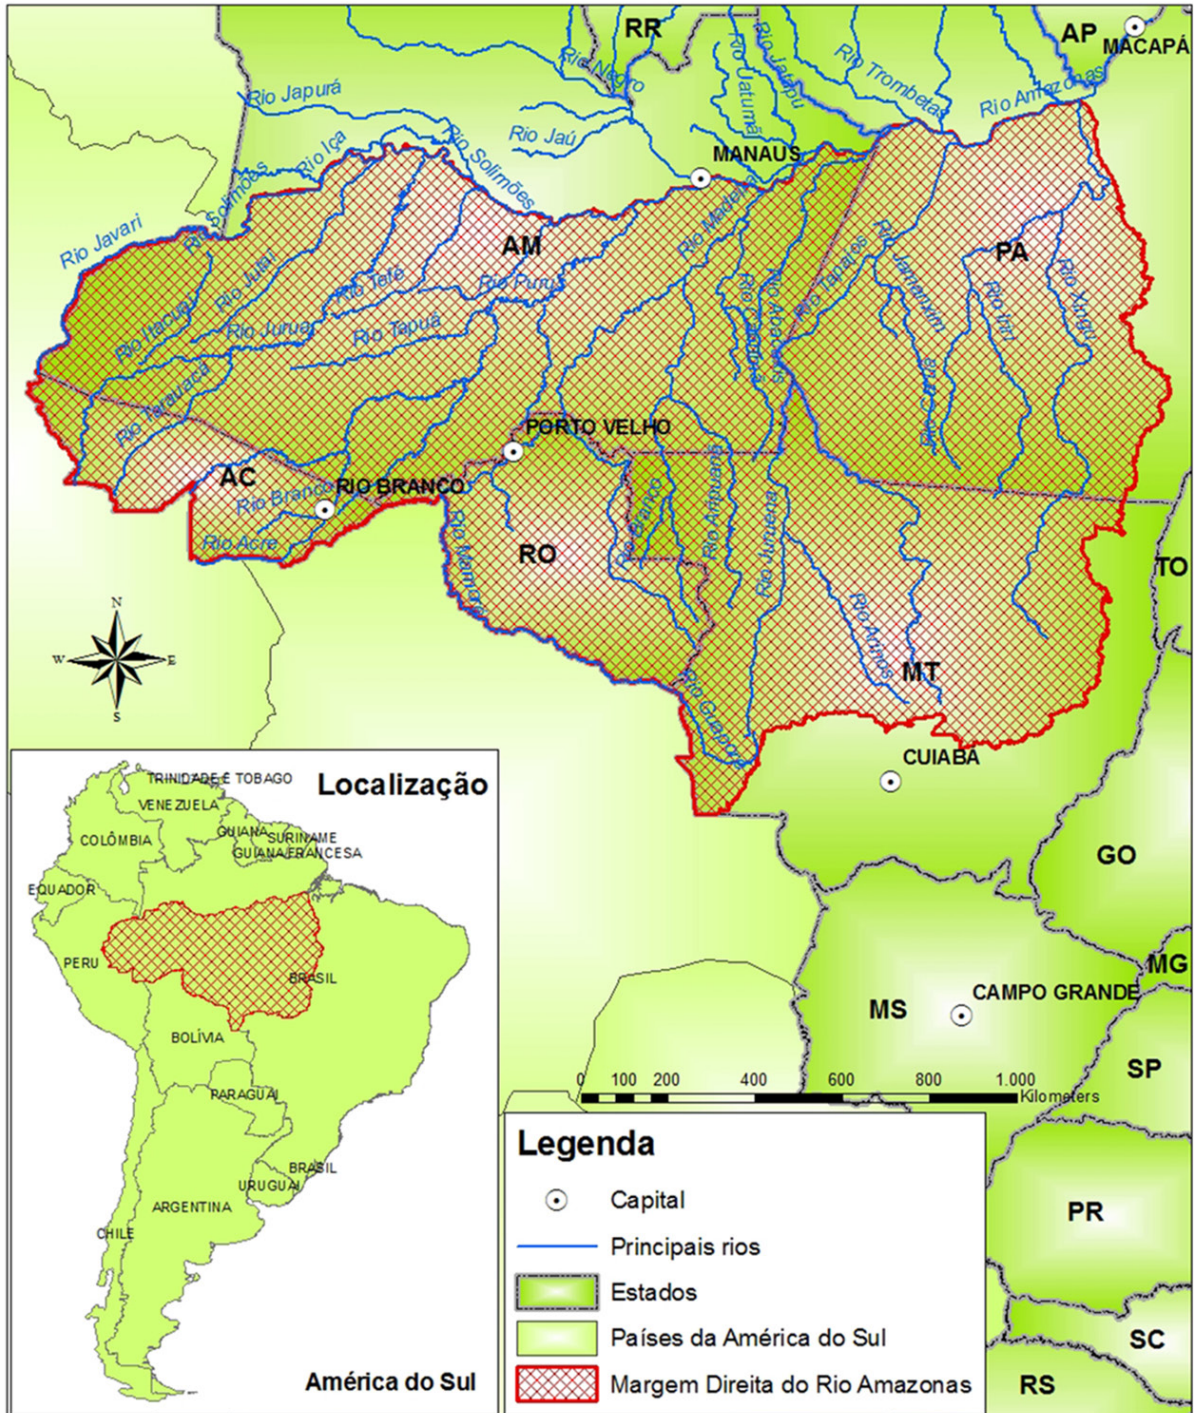 RR
AP
MACAPÁ
Rio Negro
Rio Uatumã
Rio Jatapu
Rio Trombetas
Rio Amazonas
Rio Japurá
Rio Jaú
Rio Içá
Rio Solimões
MANAUS
Rio Solimões
Rio Javari
AM
Rio Madeira
PA
Rio Jutaí
Rio Tefé
Rio Purus
Rio Tapajós
Rio Jamanxim
Rio Iriri
Rio Xingu
Rio Itacuaí
Rio Juruá
Rio Tapuá
Rio Tarauacá
PORTO VELHO
AC
RIO BRANCO
Rio Branco
Rio Acre
Rio Mamoré
RO
Rio Branco
Rio Aripuanã
Rio Juruena
TO
Rio Arinos
MT
Rio Guaporé
CUIABÁ
GO
MG
MS
CAMPO GRANDE
SP
PR
SC
RS
N
W
E
S
0 100 200 400 600 800 1.000
Kilometers
Localização
TRINIDADE E TOBAGO
VENEZUELA
GUIANA
SURINAME
COLÔMBIA
GUIANA FRANCESA
EQUADOR
PERU
BRASIL
BOLÍVIA
PARAGUAI
BRASIL
URUGUAI
ARGENTINA
CHILE
América do Sul
Legenda
Capital
Principais rios
Estados
Países da América do Sul
Margem Direita do Rio Amazonas